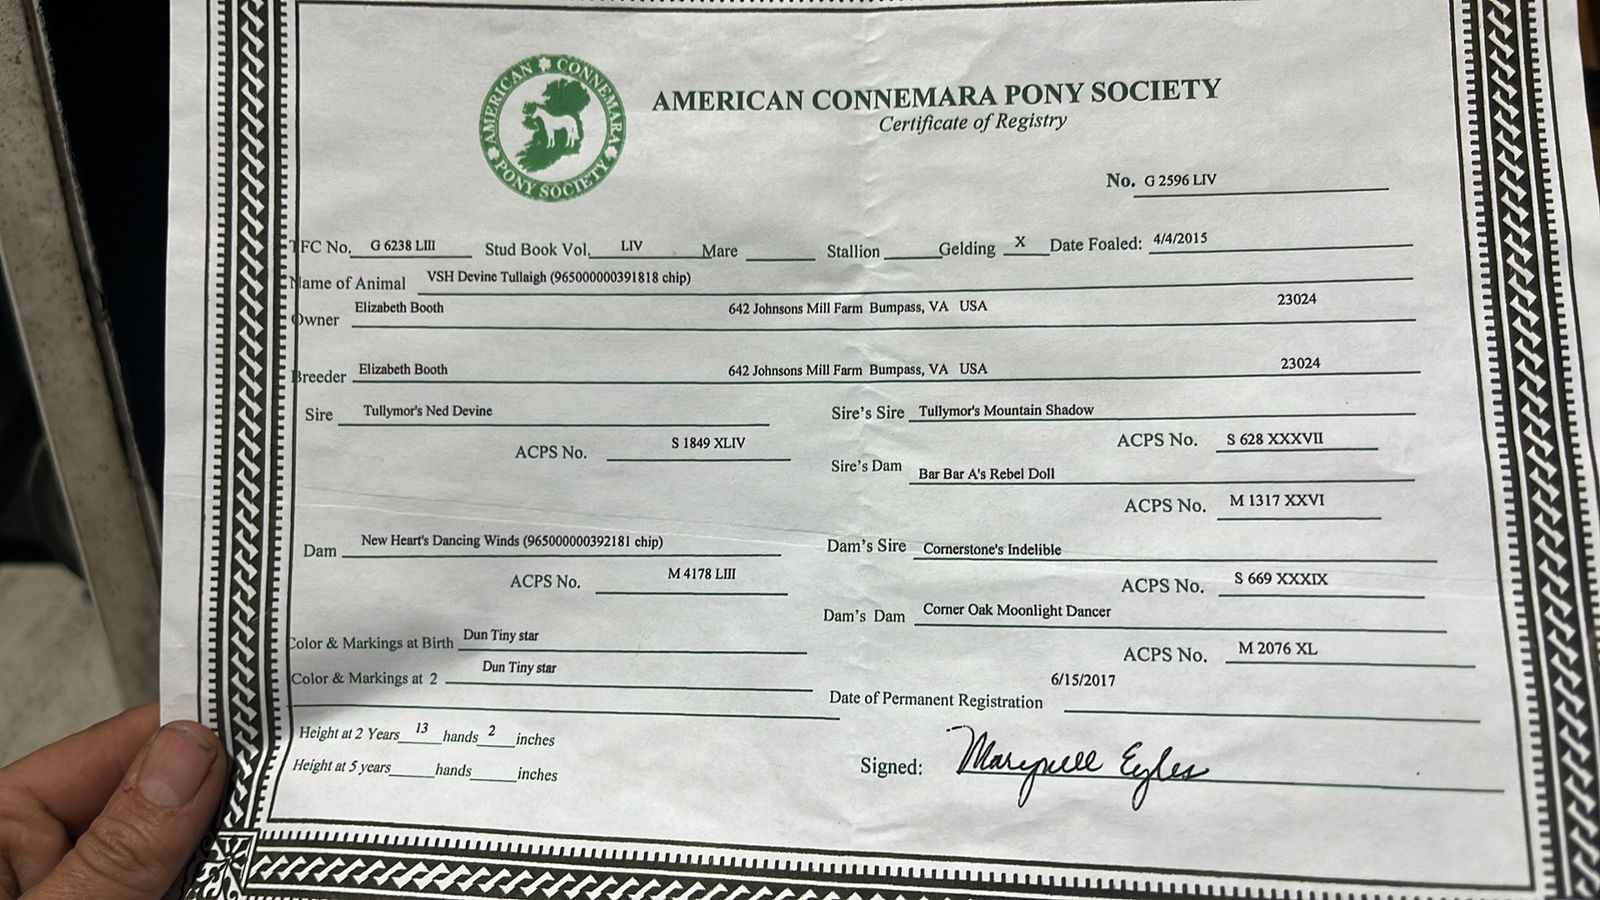 AMERICAN CONNEMARA PONY SOCIETY
AMERICAN CONNEMARA PONY SOCIETY
Certificate of Registry
No. G 2596 LIV
TFC No. G 6238 LIII Stud Book Vol. LIV Mare Stallion Gelding X Date Foaled: 4/4/2015
Name of Animal VSH Devine Tullaigh (965000000391818 chip)
Owner Elizabeth Booth 642 Johnsons Mill Farm Bumpass, VA USA 23024
Breeder Elizabeth Booth 642 Johnsons Mill Farm Bumpass, VA USA 23024
Sire Tullymor's Ned Devine Sire's Sire Tullymor's Mountain Shadow
ACPS No. S 1849 XLIV ACPS No. S 628 XXXVII
Sire's Dam Bar Bar A's Rebel Doll
ACPS No. M 1317 XXVI
Dam New Heart's Dancing Winds (965000000392181 chip) Dam's Sire Cornerstone's Indelible
ACPS No. M 4178 LIII ACPS No. S 669 XXXIX
Dam's Dam Corner Oak Moonlight Dancer
Color & Markings at Birth Dun Tiny star ACPS No. M 2076 XL
Color & Markings at 2 Dun Tiny star
Date of Permanent Registration 6/15/2017
Height at 2 Years 13 hands 2 inches
Height at 5 years hands inches
Signed: Marynell Eyles